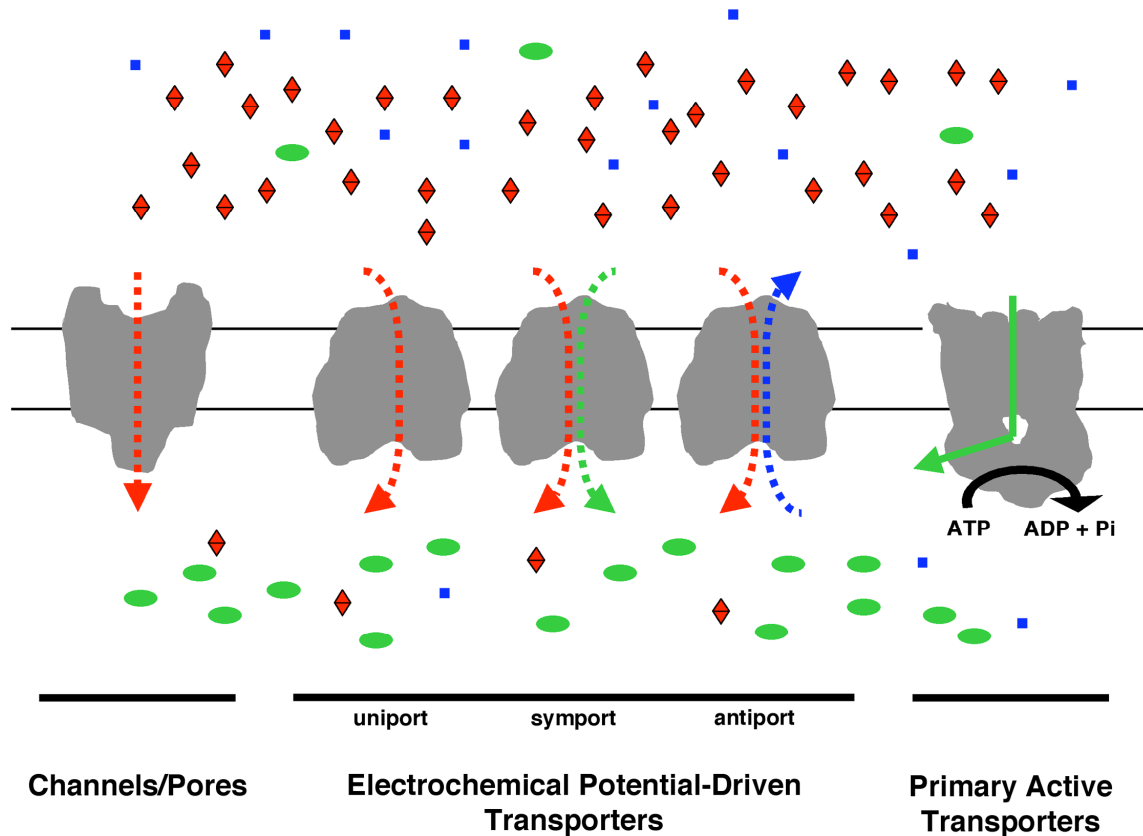 ATP
ADP + Pi
uniport
symport
antiport
Channels/Pores
Electrochemical Potential-Driven
Transporters
Primary Active
Transporters